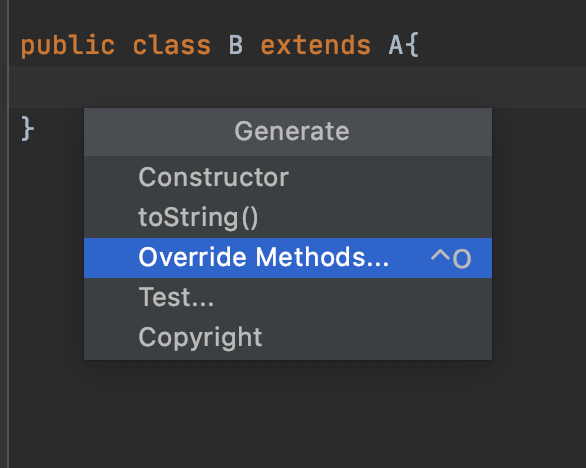 public class B extends A{
}
Generate
Constructor
toString()
Override Methods... ^O
Test...
Copyright